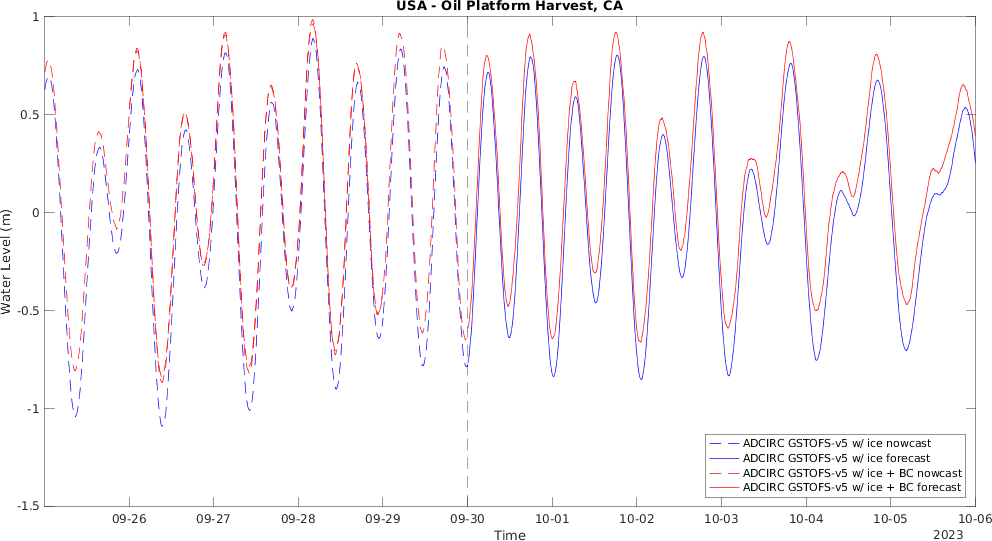 USA - Oil Platform Harvest, CA
1
0.5
0
-0.5
-1
-1.5
Water Level (m)
ADCIRC GSTOFS-v5 w/ ice nowcast
ADCIRC GSTOFS-v5 w/ ice forecast
ADCIRC GSTOFS-v5 w/ ice + BC nowcast
ADCIRC GSTOFS-v5 w/ ice + BC forecast
09-26 09-27 09-28 09-29 09-30 10-01 10-02 10-03 10-04 10-05 10-06
Time
2023